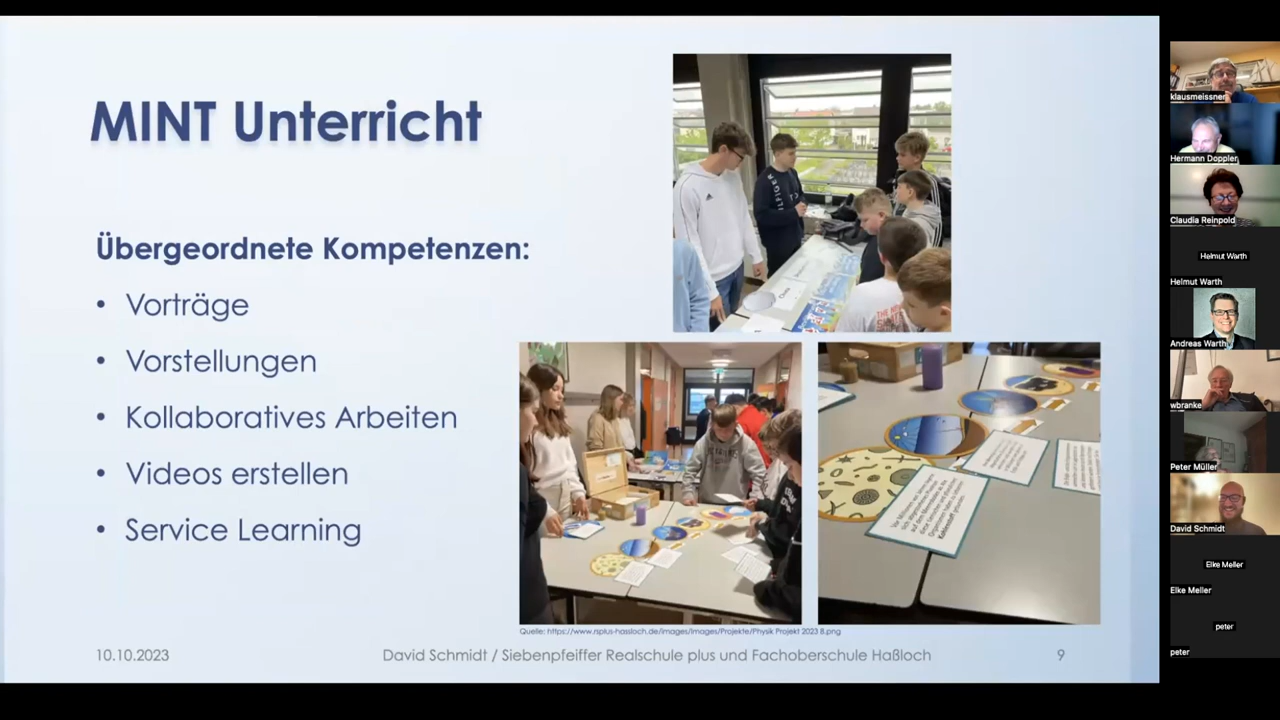 MINT Unterricht
Übergeordnete Kompetenzen:
• Vorträge
• Vorstellungen
• Kollaboratives Arbeiten
• Videos erstellen
• Service Learning
Quelle: https://www.rsplus-hassloch.de/images/images/Projekte/Physik Projekt 2023 8.png
10.10.2023
David Schmidt / Siebenpfeiffer Realschule plus und Fachoberschule Haßloch
9
klausmeissner
Hermann Doppler
Claudia Reinpold
Helmut Warth
Helmut Warth
Andreas Warth
wbranke
Peter Müller
David Schmidt
Elke Meller
Elke Meller
peter
peter